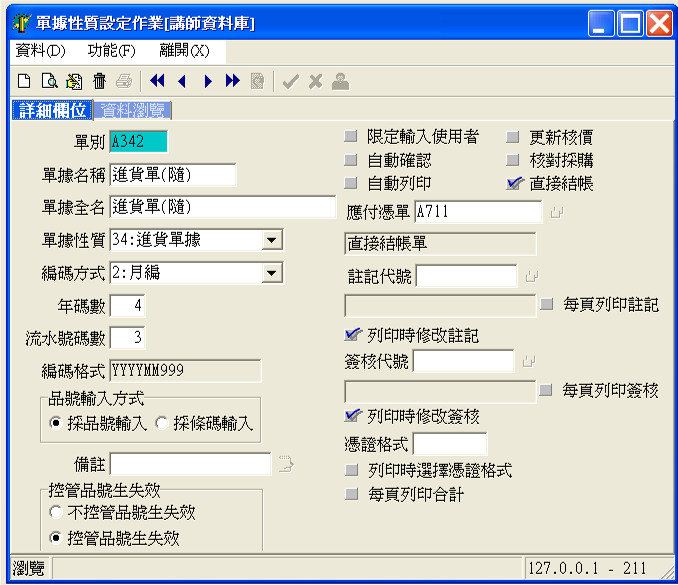 單據性質設定作業[講師資料庫]
資料(D) 功能(F) 離開(X)
詳細欄位 資料瀏覽
單別 A342
單據名稱 進貨單(隨)
單據全名 進貨單(隨)
單據性質 34:進貨單據
編碼方式 2:月編
年碼數 4
流水號碼數 3
編碼格式 YYYYMM999
品號輸入方式
採品號輸入 採條碼輸入
備註
控管品號生失效
不控管品號生失效
控管品號生失效
限定輸入使用者 更新核價
自動確認 核對採購
自動列印 直接結帳
應付憑單 A711
直接結帳單
註記代號
每頁列印註記
列印時修改註記
簽核代號
每頁列印簽核
列印時修改簽核
憑證格式
列印時選擇憑證格式
每頁列印合計
瀏覽 127.0.0.1 - 211